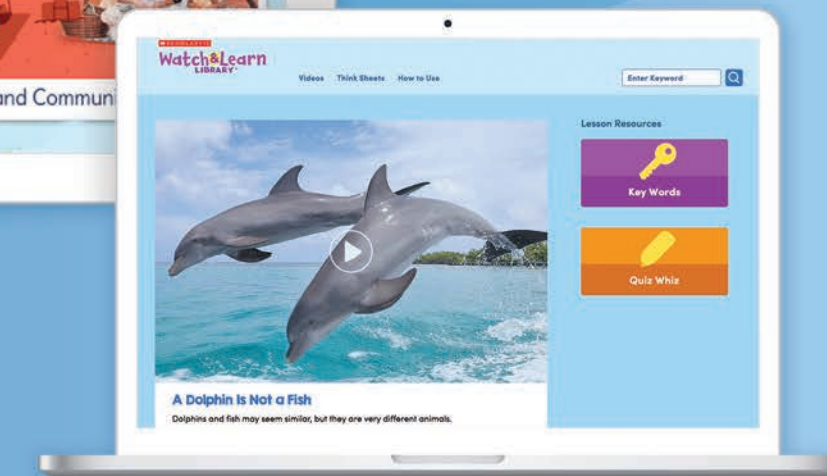 and Communi
SCHOLASTIC
Watch&Learn
LIBRARY™
Videos Think Sheets How to Use
Enter Keyword
Lesson Resources
Key Words
Quiz Whiz
A Dolphin Is Not a Fish
Dolphins and fish may seem similar, but they are very different animals.